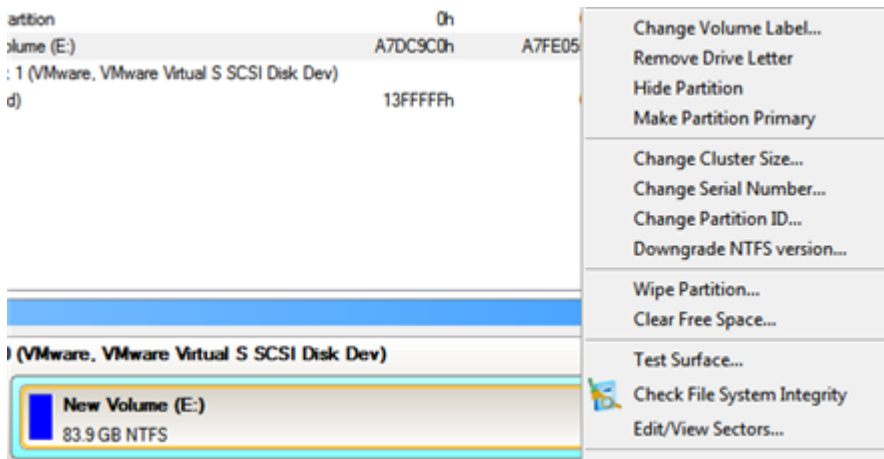 artition 0h
olume (E:) A7DC9C0h A7FE05
1 (VMware, VMware Virtual S SCSI Disk Dev)
d) 13FFFFFh
Change Volume Label...
Remove Drive Letter
Hide Partition
Make Partition Primary
Change Cluster Size...
Change Serial Number...
Change Partition ID...
Downgrade NTFS version...
Wipe Partition...
Clear Free Space...
Test Surface...
Check File System Integrity
Edit/View Sectors...
(VMware, VMware Virtual S SCSI Disk Dev)
New Volume (E:)
83.9 GB NTFS